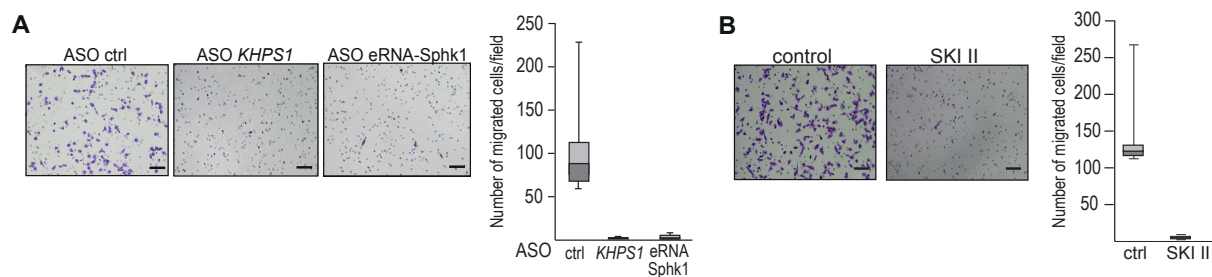 A
ASO ctrl
ASO KHPS1
ASO eRNA-Sphk1
Number of migrated cells/field
250
200
150
100
50
ASO
ctrl
KHPS1
eRNA
Sphk1
B
control
SKI II
Number of migrated cells/field
300
250
200
150
100
50
ctrl
SKI II